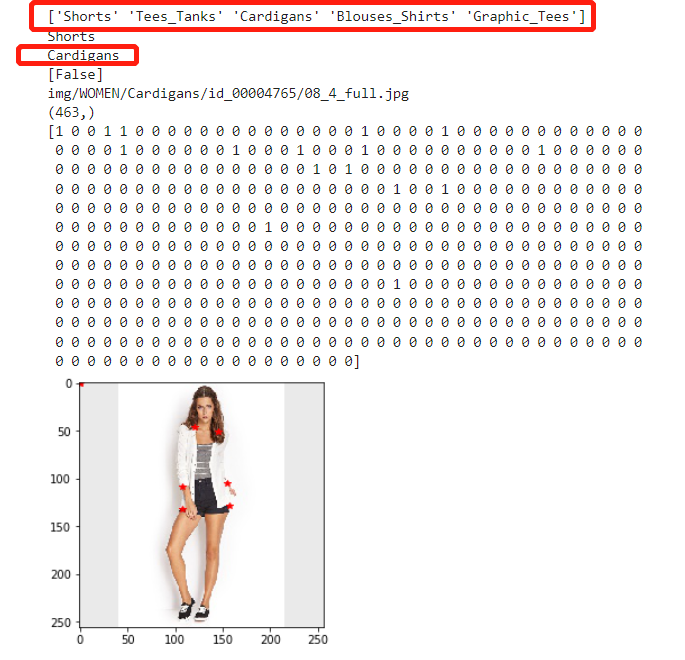 ['Shorts' 'Tees_Tanks' 'Cardigans' 'Blouses_Shirts' 'Graphic_Tees']
Shorts
Cardigans
[False]
img/WOMEN/Cardigans/id_00004765/08_4_full.jpg
(463,)
[1 0 0 1 1 0 0 0 0 0 0 0 0 0 0 0 0 0 0 1 0 0 0 0 1 0 0 0 0 0 0 0 0 0 0 0 0
0 0 0 0 1 0 0 0 0 0 0 1 0 0 0 1 0 0 0 1 0 0 0 0 0 0 0 0 0 0 1 0 0 0 0 0 0
0 0 0 0 0 0 0 0 0 0 0 0 0 0 0 0 1 0 1 0 0 0 0 0 0 0 0 0 0 0 0 0 0 0 0 0 0
0 0 0 0 0 0 0 0 0 0 0 0 0 0 0 0 0 0 0 0 0 1 0 0 1 0 0 0 0 0 0 0 0 0 0 0 0
0 0 0 0 0 0 0 0 0 0 0 0 0 0 0 0 0 0 0 0 0 0 0 0 0 0 0 0 0 0 0 0 0 0 0 0 0
0 0 0 0 0 0 0 0 0 0 0 0 0 1 0 0 0 0 0 0 0 0 0 0 0 0 0 0 0 0 0 0 0 0 0 0 0
0 0 0 0 0 0 0 0 0 0 0 0 0 0 0 0 0 0 0 0 0 0 0 0 0 0 0 0 0 0 0 0 0 0 0 0 0
0 0 0 0 0 0 0 0 0 0 0 0 0 0 0 0 0 0 0 0 0 0 0 0 0 0 0 0 0 0 0 0 0 0 0 0 0
0 0 0 0 0 0 0 0 0 0 0 0 0 0 0 0 0 0 0 0 0 1 0 0 0 0 0 0 0 0 0 0 0 0 0 0 0
0 0 0 0 0 0 0 0 0 0 0 0 0 0 0 0 0 0 0 0 0 0 0 0 0 0 0 0 0 0 0 0 0 0 0 0 0
0 0 0 0 0 0 0 0 0 0 0 0 0 0 0 0 0 0 0 0 0 0 0 0 0 0 0 0 0 0 0 0 0 0 0 0 0
0 0 0 0 0 0 0 0 0 0 0 0 0 0 0 0 0 0 0 0 0 0 0 0 0 0 0 0 0 0 0 0 0 0 0 0 0
0 0 0 0 0 0 0 0 0 0 0 0 0 0 0 0 0 0 0]
0
50
100
150
200
250
0 50 100 150 200 250